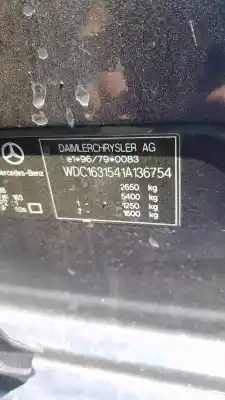 DAIMLERCHRYSLER AG
e1*96/79*0083
WDC1631541A136754
Mercedes-Benz
2650 kg
5400 kg
1- 1250 kg
2- 1600 kg
163